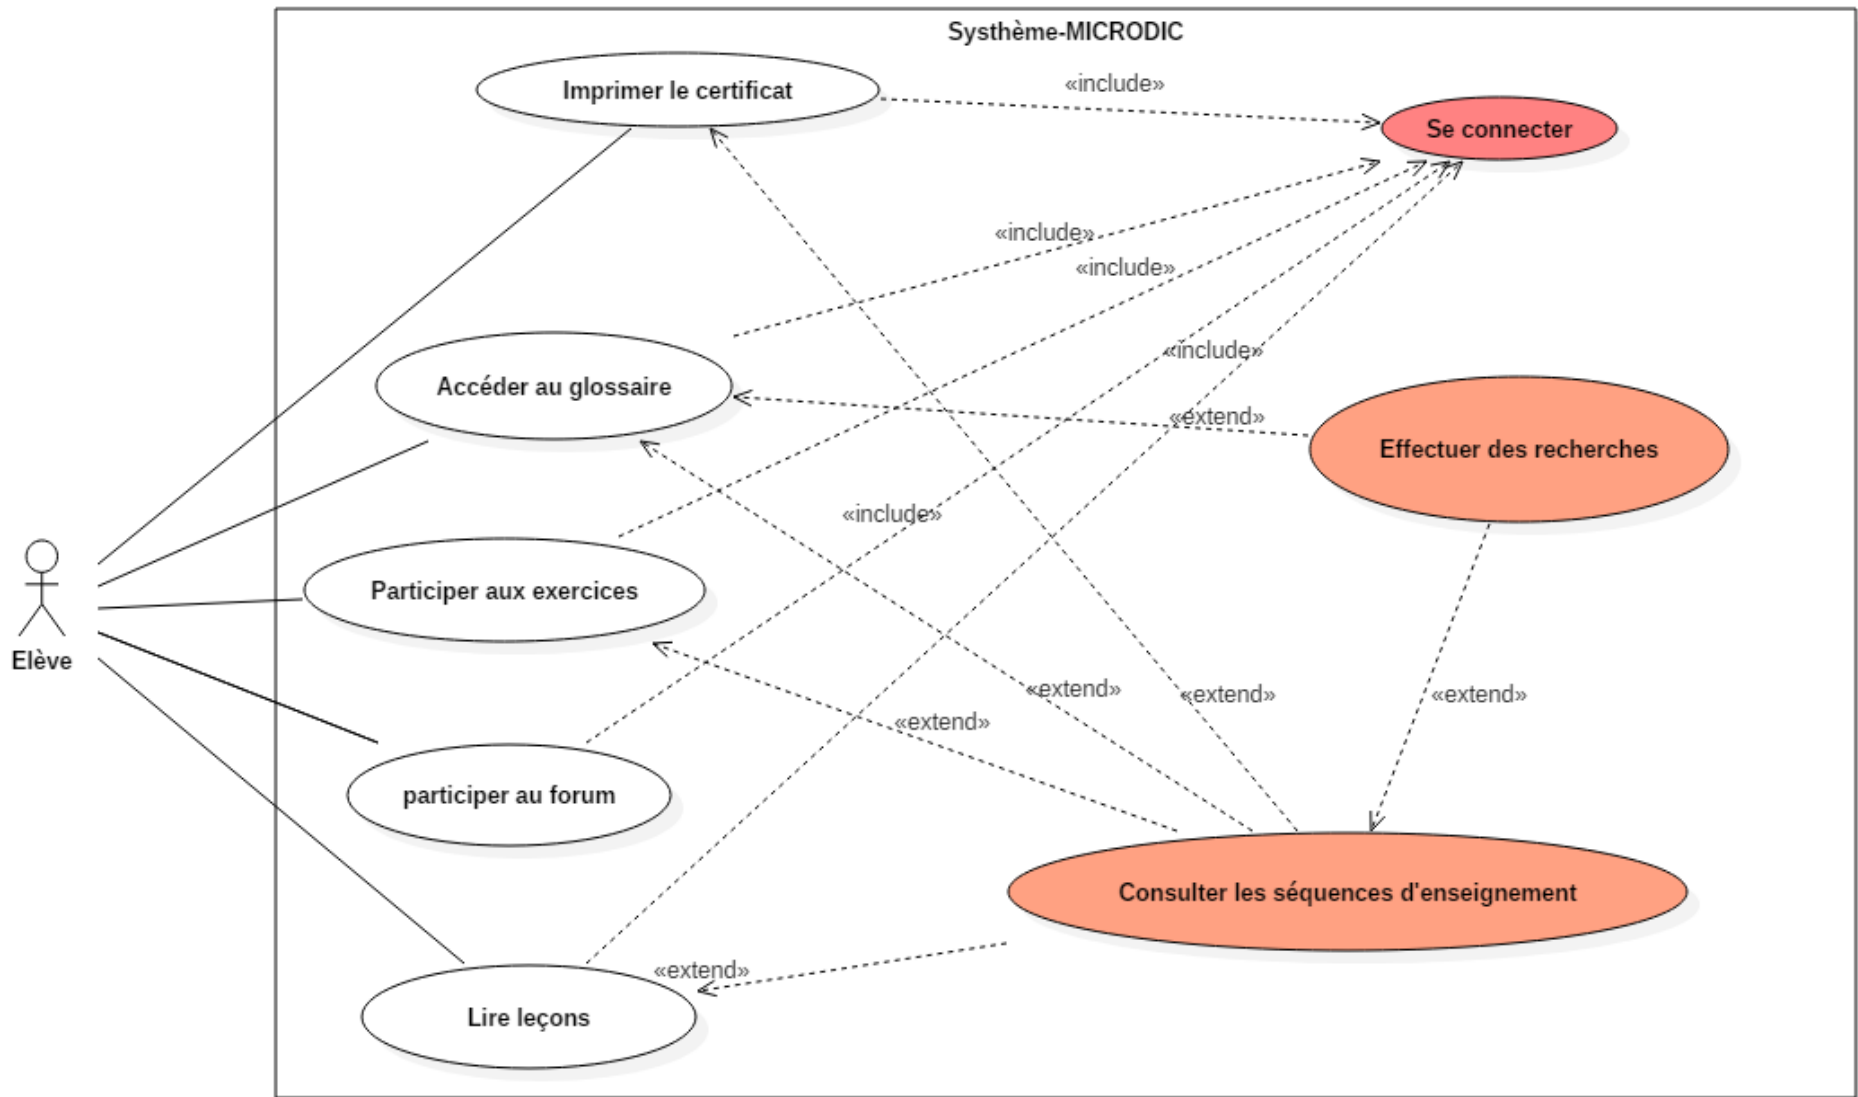 Systhème-MICRODIC
Imprimer le certificat
«include»
Se connecter
«include»
«include»
«include»
Accéder au glossaire
«extend»
Effectuer des recherches
«include»
Participer aux exercices
Elève
«extend»
«extend»
«extend»
«extend»
participer au forum
Consulter les séquences d'enseignement
«extend»
Lire leçons